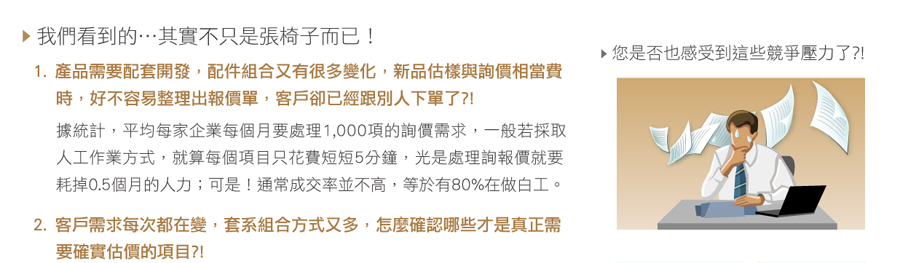 我們看到的…其實不只是張椅子而已！
1. 產品需要配套開發，配件組合又有很多變化，新品估樣與詢價相當費
時，好不容易整理出報價單，客戶卻已經跟別人下單了?!
據統計，平均每家企業每個月要處理1,000項的詢價需求，一般若採取
人工作業方式，就算每個項目只花費短短5分鐘，光是處理詢報價就要
耗掉0.5個月的人力；可是！通常成交率並不高，等於有80%在做白工。
2. 客戶需求每次都在變，套系組合方式又多，怎麼確認哪些才是真正需
要確實估價的項目?!
您是否也感受到這些競爭壓力了?!